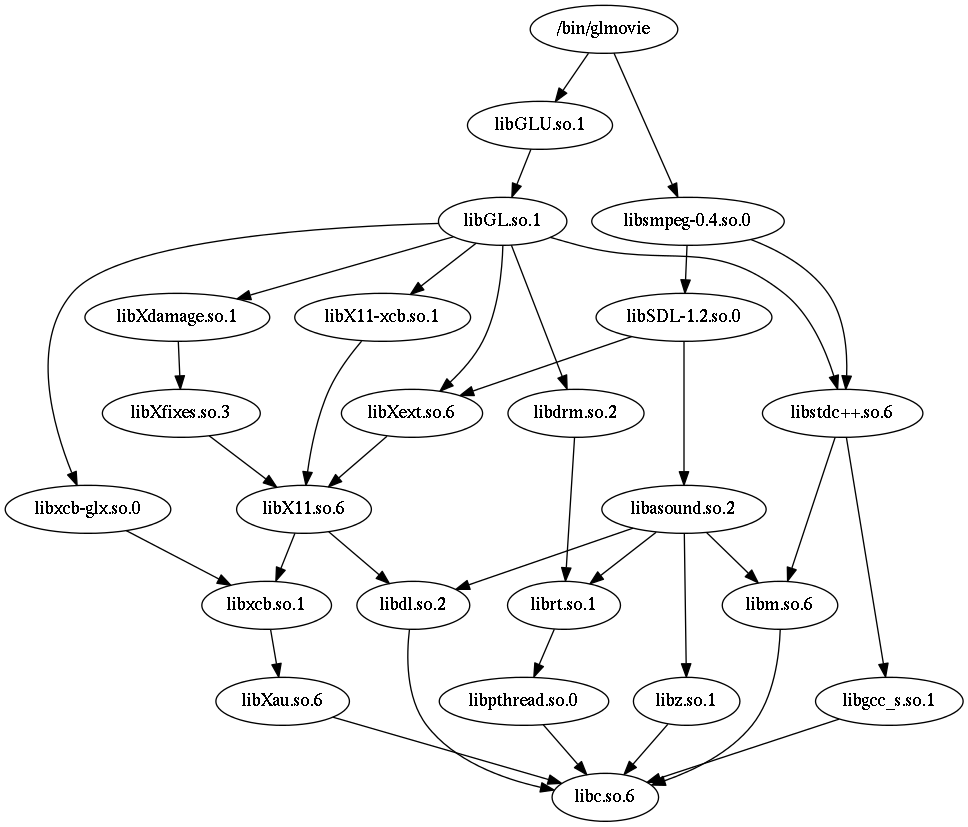 /bin/glmovie
libGLU.so.1
libGL.so.1
libsmpeg-0.4.so.0
libXdamage.so.1
libX11-xcb.so.1
libSDL-1.2.so.0
libXfixes.so.3
libXext.so.6
libdrm.so.2
libstdc++.so.6
libxcb-glx.so.0
libX11.so.6
libasound.so.2
libxcb.so.1
libdl.so.2
librt.so.1
libm.so.6
libXau.so.6
libpthread.so.0
libz.so.1
libgcc_s.so.1
libc.so.6